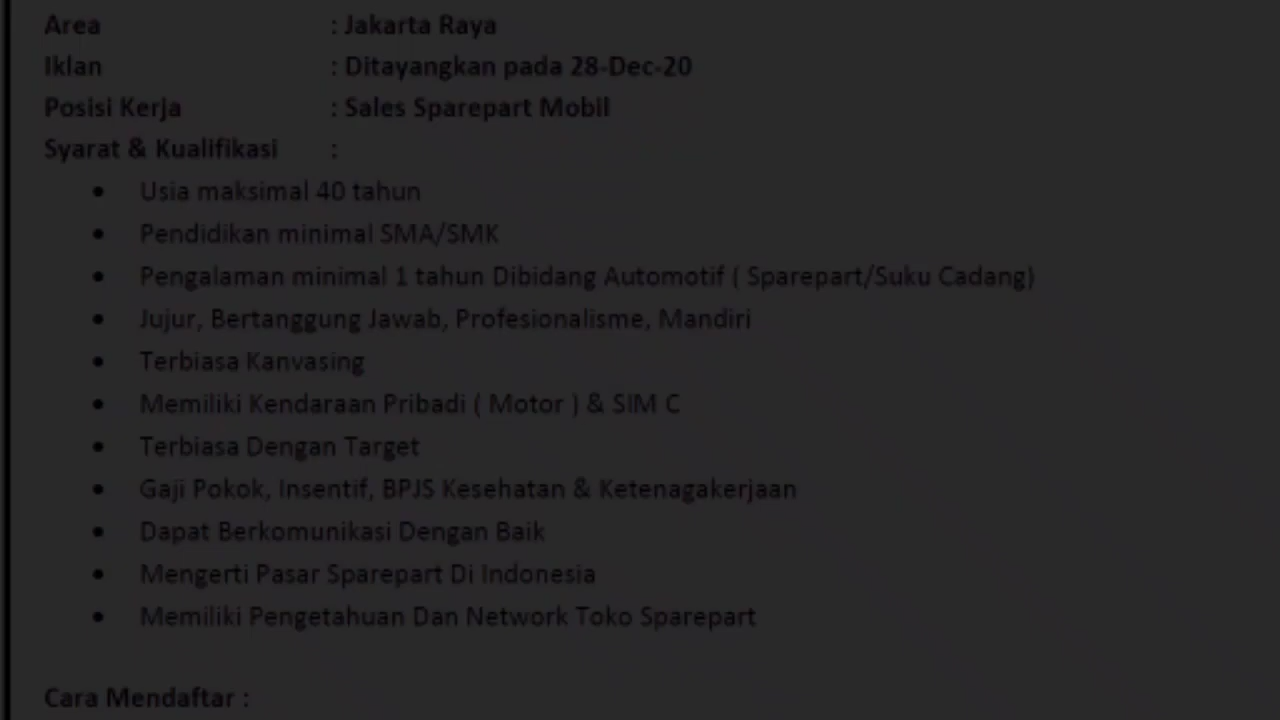 Area : Jakarta Raya
Iklan : Ditayangkan pada 28-Dec-20
Posisi Kerja : Sales Sparepart Mobil
Syarat & Kualifikasi :
• Usia maksimal 40 tahun
• Pendidikan minimal SMA/SMK
• Pengalaman minimal 1 tahun Dibidang Automotif ( Sparepart/Suku Cadang)
• Jujur, Bertanggung Jawab, Profesionalisme, Mandiri
• Terbiasa Kanvasing
• Memiliki Kendaraan Pribadi ( Motor ) & SIM C
• Terbiasa Dengan Target
• Gaji Pokok, Insentif, BPJS Kesehatan & Ketenagakerjaan
• Dapat Berkomunikasi Dengan Baik
• Mengerti Pasar Sparepart Di Indonesia
• Memiliki Pengetahuan Dan Network Toko Sparepart
Cara Mendaftar :